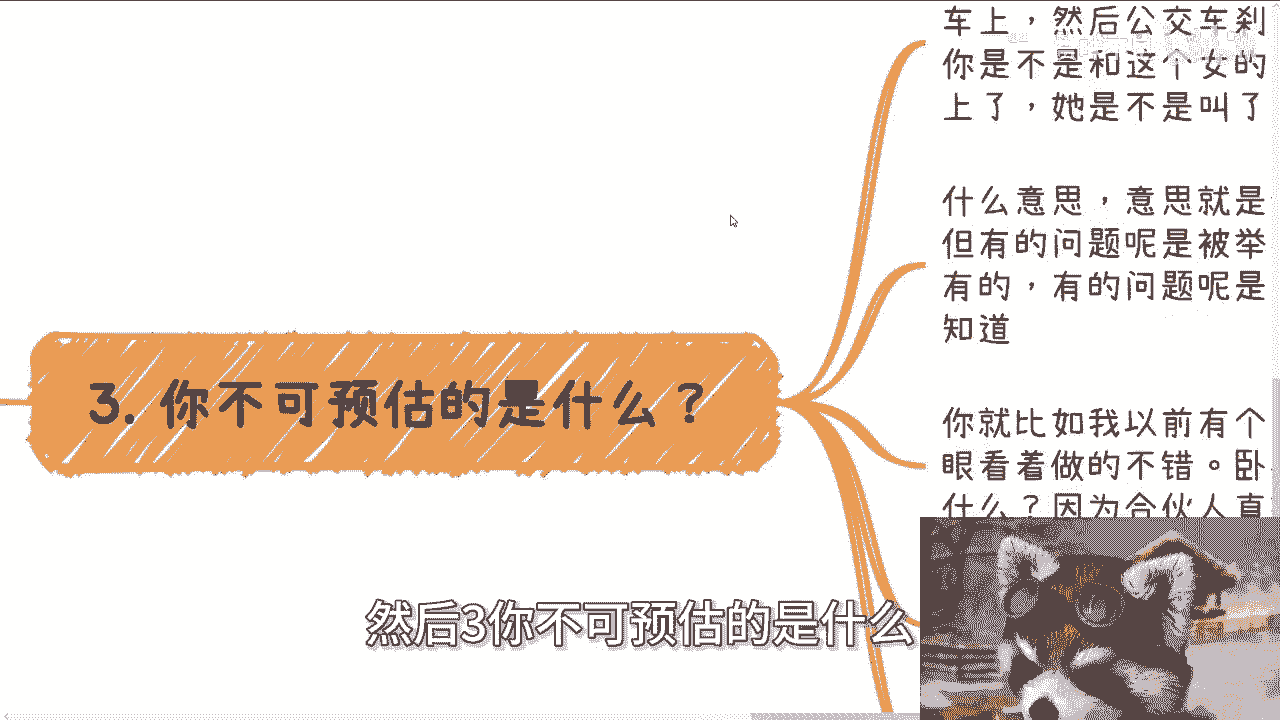 车上，然后公交车刹
你是不是和这个女的
上了，她是不是叫了
什么意思，意思就是
但有的问题呢是被举
有的，有的问题呢是
知道
3. 你不可预估的是什么？
你就比如我以前有个
眼看着做的不错。卧
什么？因为合伙人直
然后3你不可预估的是什么